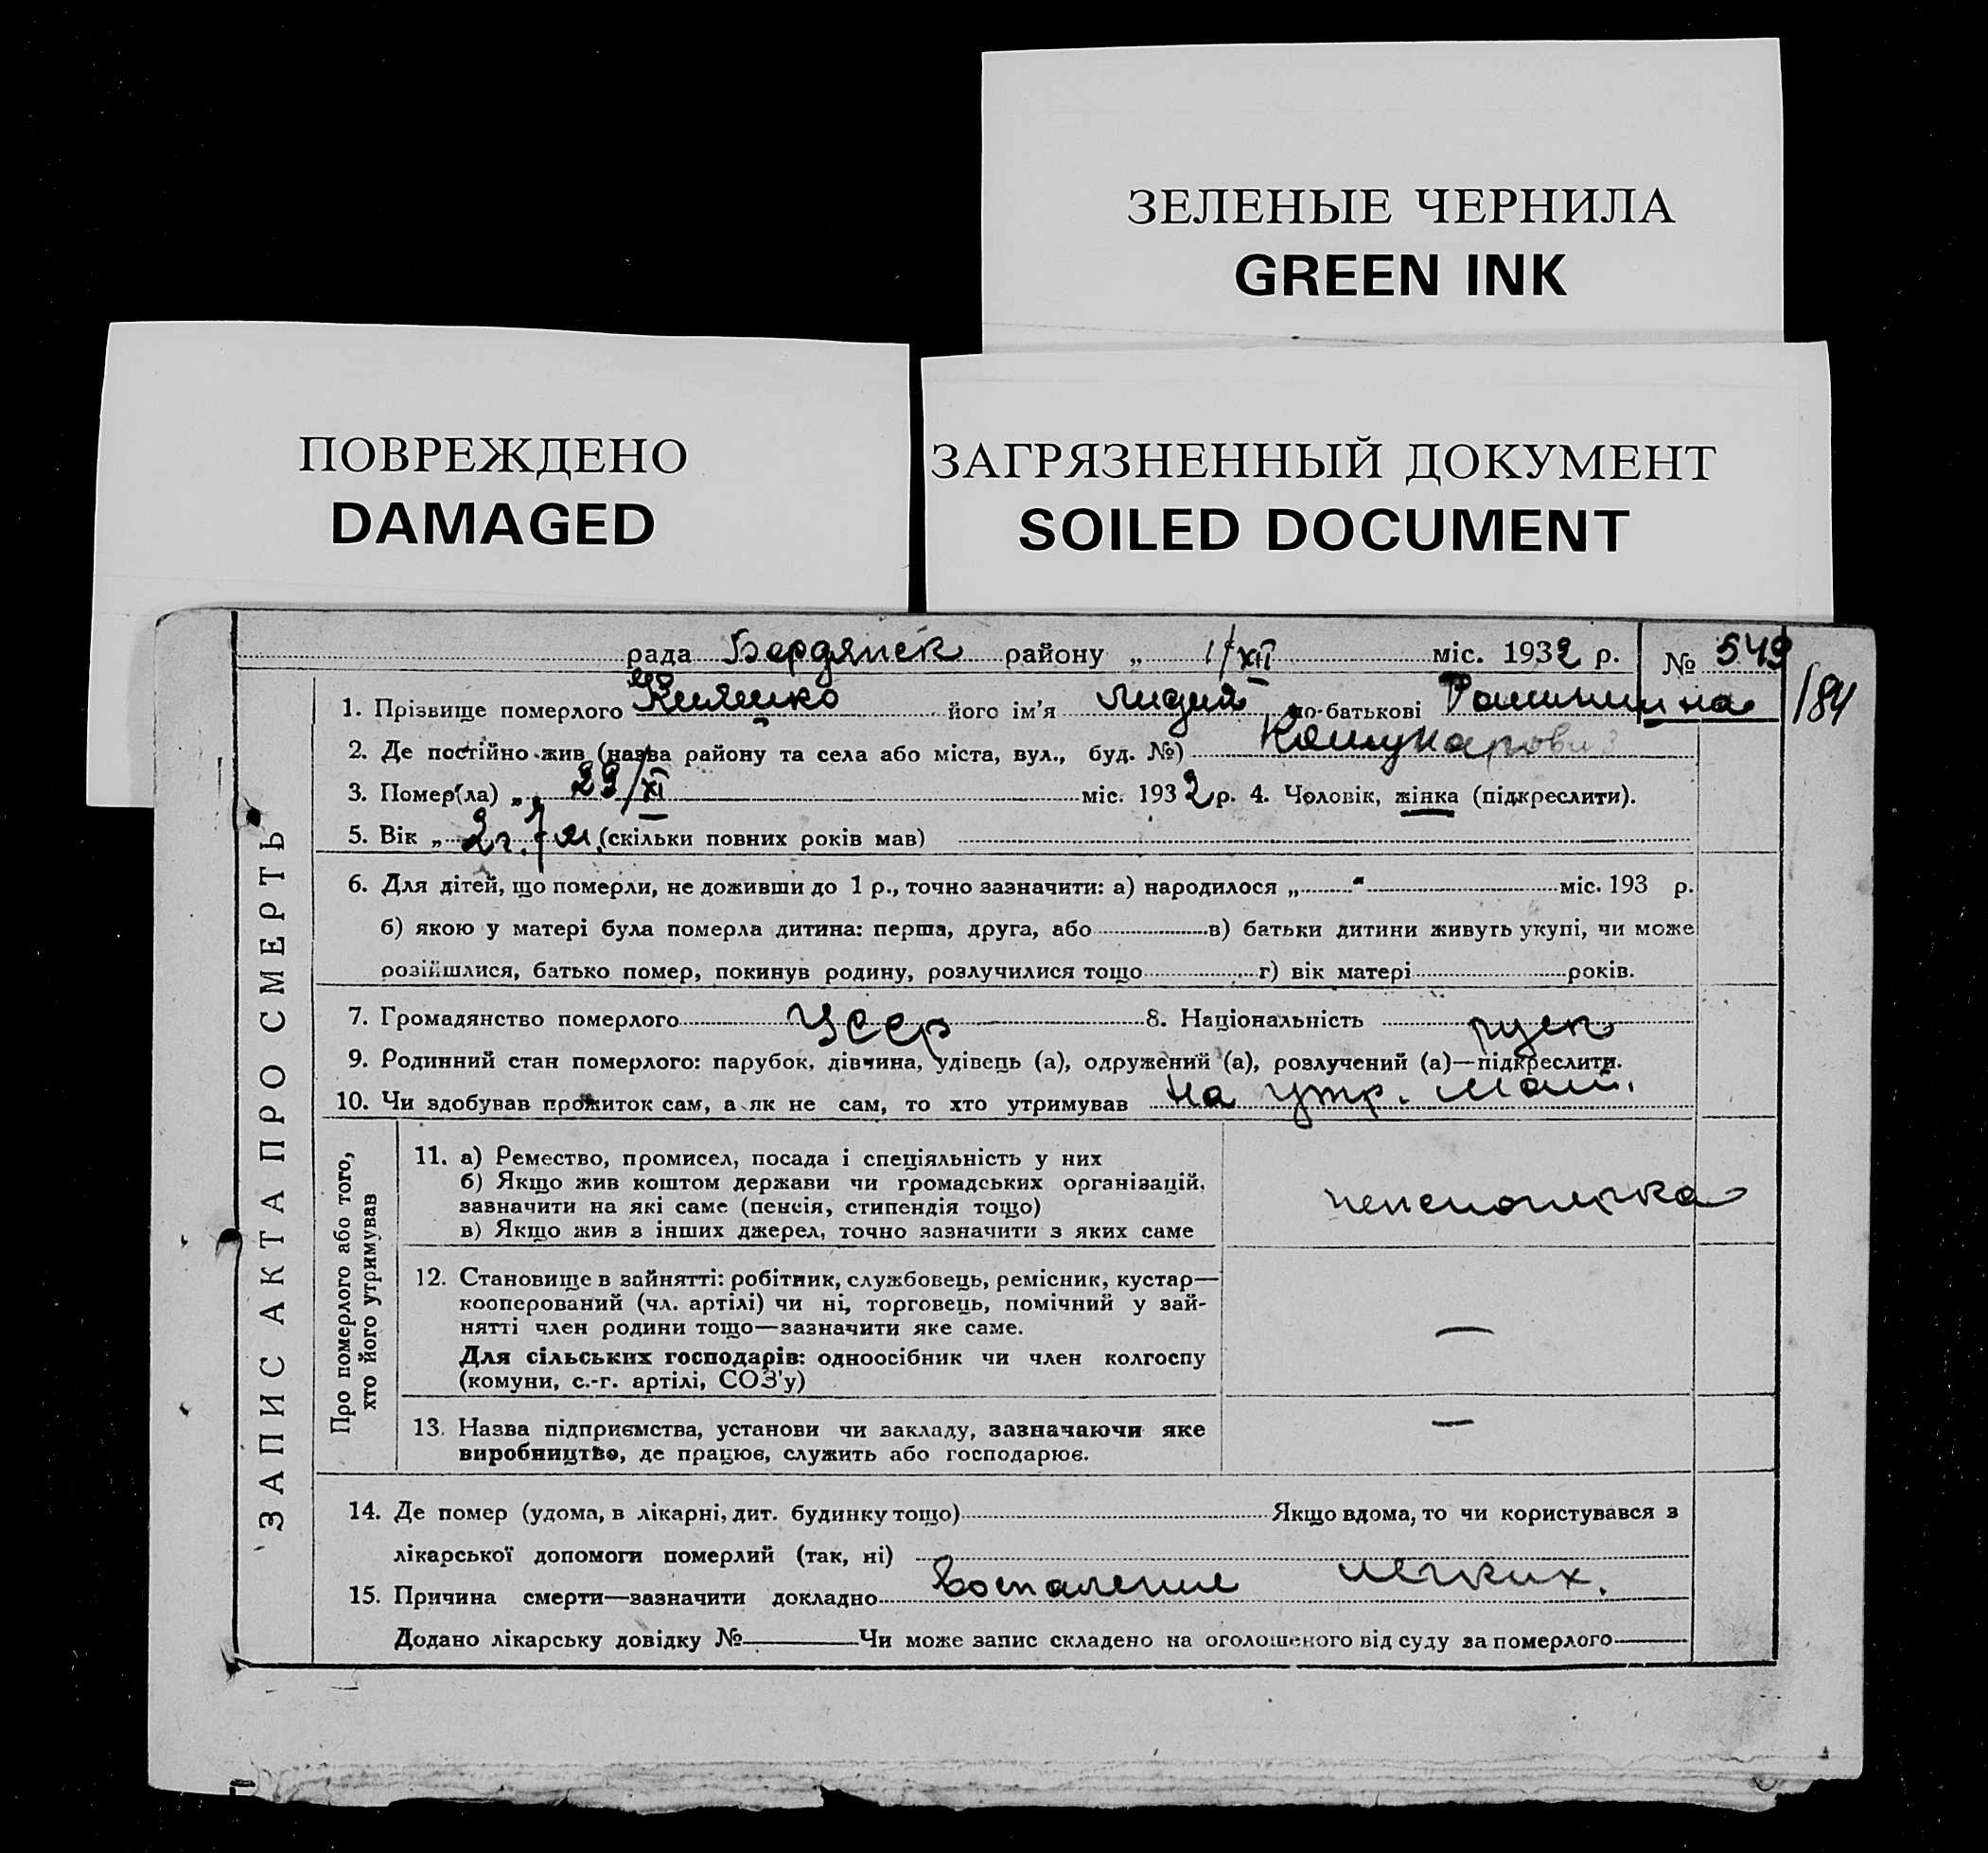 ЗЕЛЕНЫЕ ЧЕРНИЛА
GREEN INK
ПОВРЕЖДЕНО
DAMAGED
ЗАГРЯЗНЕННЫЙ ДОКУМЕНТ
SOILED DOCUMENT
рада Бердянск району „ 1/XII міс. 1932 р. № 549
/84
1. Прізвище померлого його ім'я Лидия по-батькові
2. Де постійно жив (назва району та села або міста, вул., буд. №)
3. Помер(ла) „ 29/XI міс. 1932 р. 4. Чоловік, жінка (підкреслити).
5. Вік „ 2 г. 7 м. (скільки повних років мав)
6. Для дітей, що померли, не доживши до 1 р., точно зазначити: а) народилося „ “ міс. 193 р.
б) якою у матері була померла дитина: перша, друга, або в) батьки дитини живуть укупі, чи може
розійшлися, батько помер, покинув родину, розлучилися тощо г) вік матері років.
7. Громадянство померлого Усср 8. Національність руск
9. Родинний стан померлого: парубок, дівчина, удівець (а), одружений (а), розлучений (а)—підкреслити.
10. Чи здобував прожиток сам, а як не сам, то хто утримував на утр. мат.
ЗАПИС АКТА ПРО СМЕРТЬ
Про померлого або того,
хто його утримував
11. а) Ремество, промисел, посада і спеціяльність у них
б) Якщо жив коштом держави чи громадських організацій,
зазначити на які саме (пенсія, стипендія тощо)
в) Якщо жив з інших джерел, точно зазначити з яких саме
пенсионерка
12. Становище в зайнятті: робітник, службовець, ремісник, кустар—
кооперований (чл. артілі) чи ні, торговець, помічний у зай-
нятті член родини тощо—зазначити яке саме.
Для сільських господарів: одноосібник чи член колгоспу
(комуни, с.-г. артілі, СОЗ'у)
—
13. Назва підприємства, установи чи закладу, зазначаючи яке
виробництво, де працює, служить або господарює.
—
14. Де помер (удома, в лікарні, дит. будинку тощо) Якщо вдома, то чи користувався з
лікарської допомоги померлий (так, ні)
15. Причина смерти—зазначити докладно Воспаление легких.
Додано лікарську довідку № Чи може запис складено на оголошеного від суду за померлого